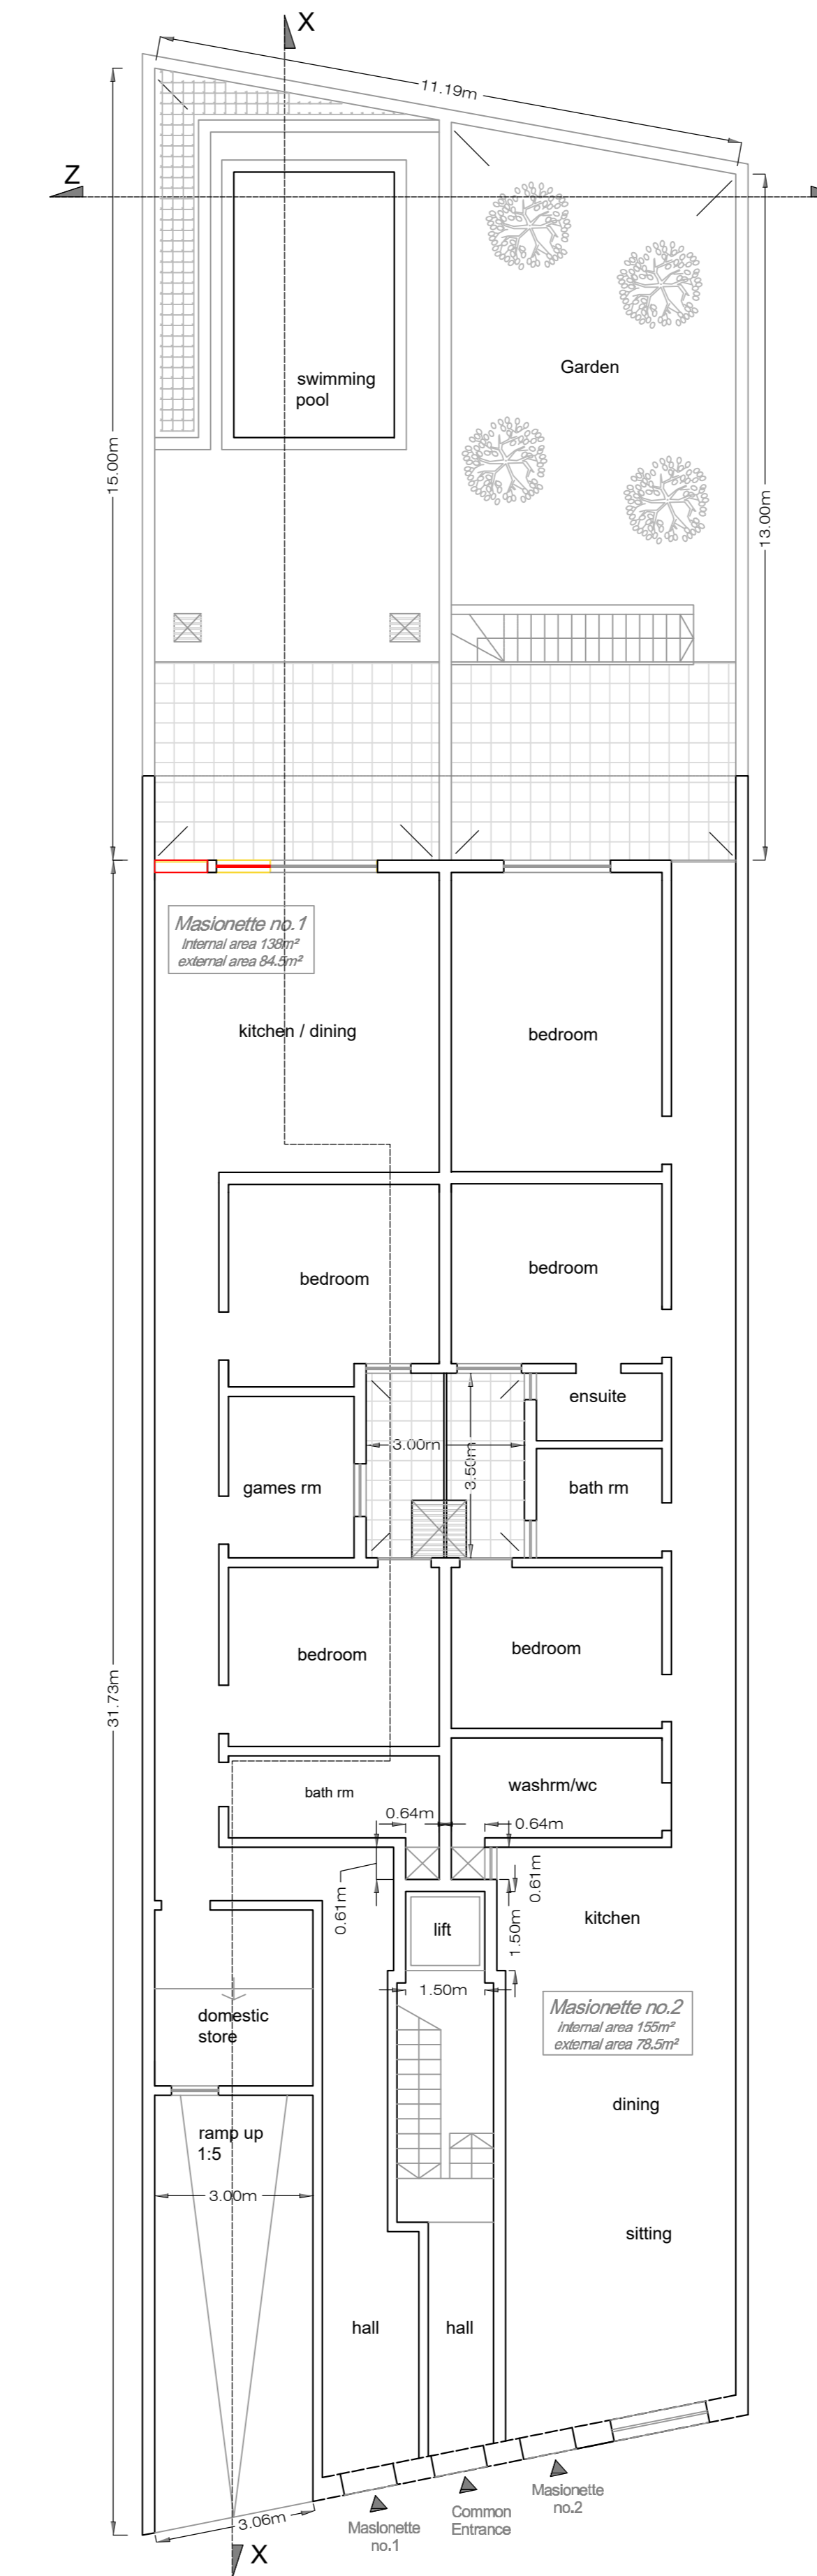 X
11.19m
Z
Garden
swimming
pool
15.00m
13.00m
Masionette no.1
Internal area 138m²
external area 84.5m²
kitchen / dining
bedroom
bedroom
bedroom
ensuite
3.00m
3.50m
games rm
bath rm
bedroom
bedroom
31.73m
bath rm
washrm/wc
0.64m
0.64m
0.61m
0.61m
kitchen
lift
1.50m
1.50m
Masionette no.2
internal area 155m²
external area 78.5m²
domestic
store
dining
ramp up
1:5
3.00m
sitting
hall
hall
3.06m
Masionette
no.1
Common
Entrance
Masionette
no.2
X